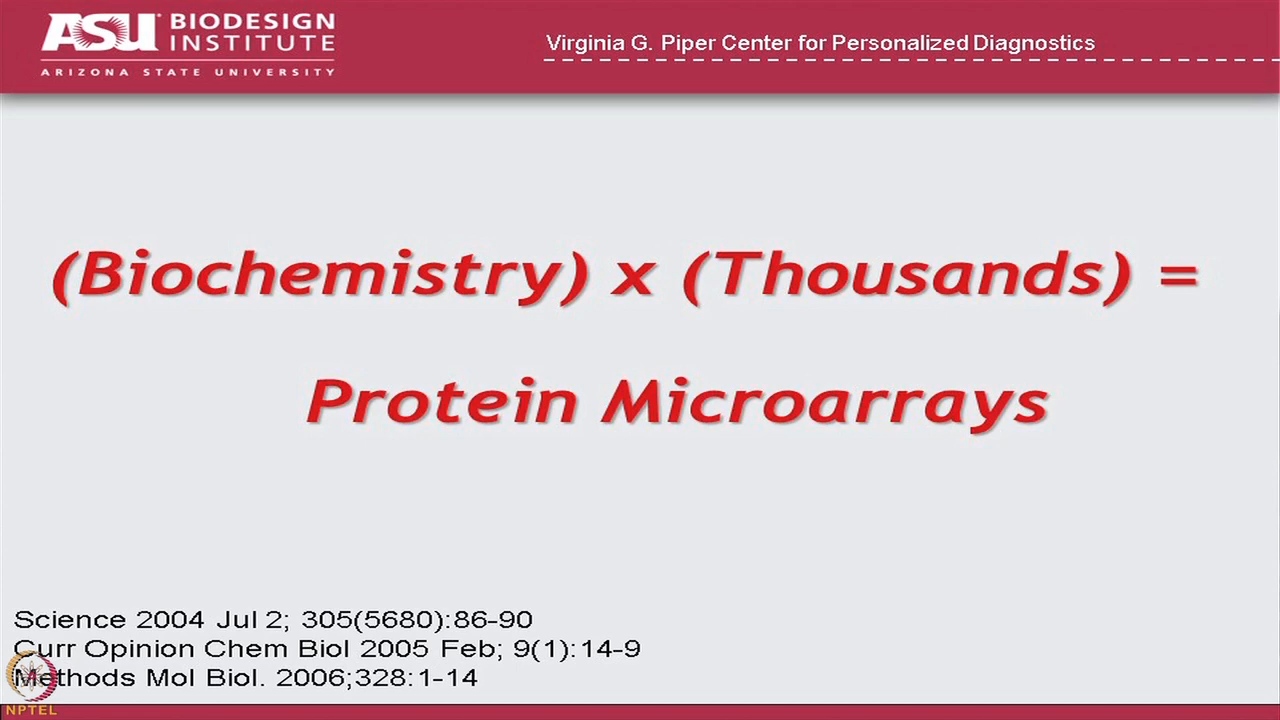 ASU BIODESIGN
INSTITUTE
ARIZONA STATE UNIVERSITY
Virginia G. Piper Center for Personalized Diagnostics
(Biochemistry) x (Thousands) =
Protein Microarrays
Science 2004 Jul 2; 305(5680):86-90
Curr Opinion Chem Biol 2005 Feb; 9(1):14-9
Methods Mol Biol. 2006;328:1-14
NPTEL